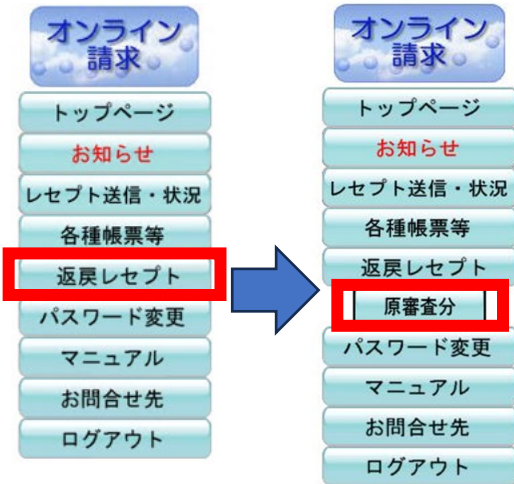 オンライン
請求
トップページ
お知らせ
レセプト送信・状況
各種帳票等
返戻レセプト
パスワード変更
マニュアル
お問合せ先
ログアウト
オンライン
請求
トップページ
お知らせ
レセプト送信・状況
各種帳票等
返戻レセプト
原審査分
パスワード変更
マニュアル
お問合せ先
ログアウト